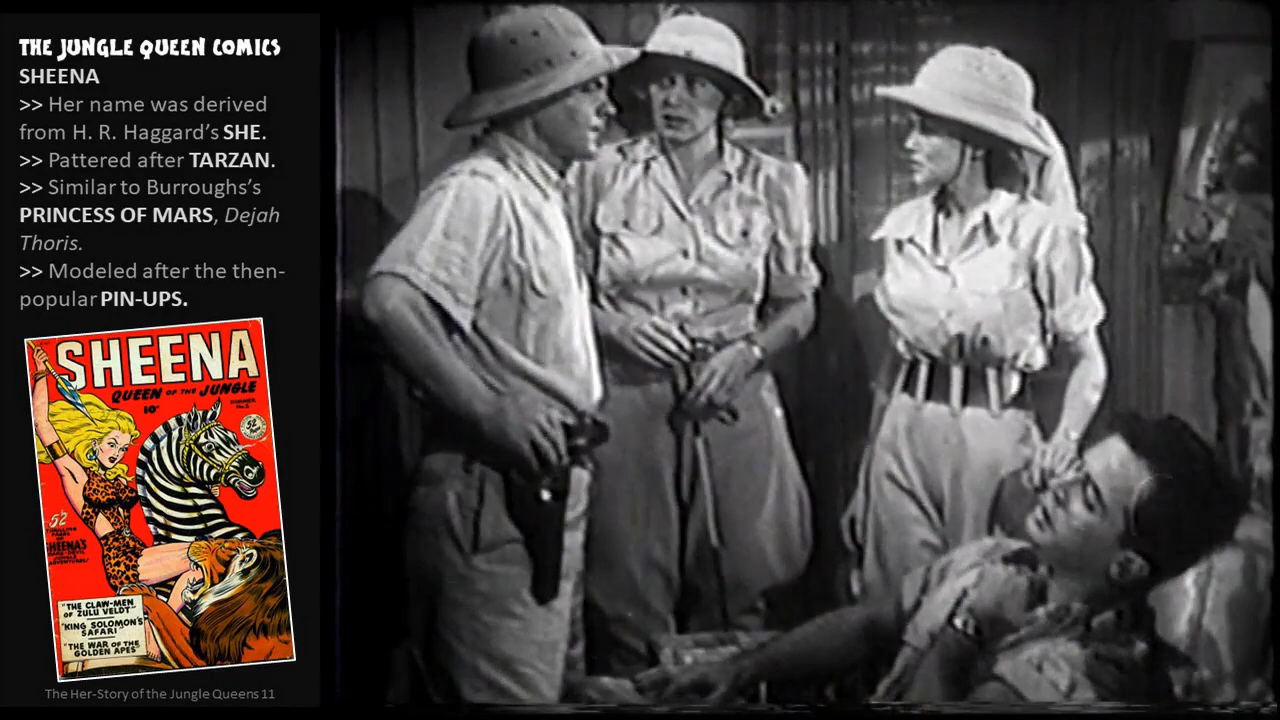 THE JUNGLE QUEEN COMICS
SHEENA
>> Her name was derived
from H. R. Haggard’s SHE.
>> Pattered after TARZAN.
>> Similar to Burroughs’s
PRINCESS OF MARS, Dejah
Thoris.
>> Modeled after the then-
popular PIN-UPS.
SHEENA
QUEEN OF THE JUNGLE
10¢
52
SHEENA'S
"THE CLAW-MEN
OF ZULU VELDT"
"KING SOLOMON'S
SAFARI"
"THE WAR OF THE
GOLDEN APES"
The Her-Story of the Jungle Queens 11